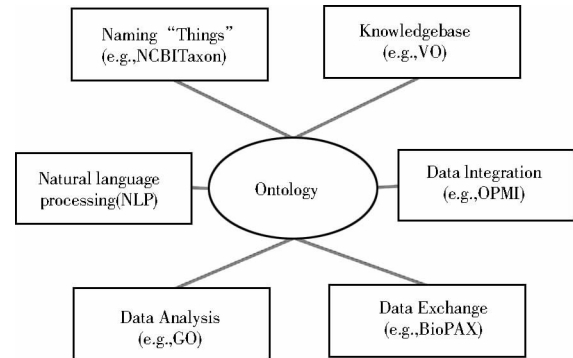 Naming “Things”
(e.g.,NCBITaxon)
Knowledgebase
(e.g.,VO)
Natural language
processing(NLP)
Ontology
Data Integration
(e.g.,OPMI)
Data Analysis
(e.g.,GO)
Data Exchange
(e.g.,BioPAX)